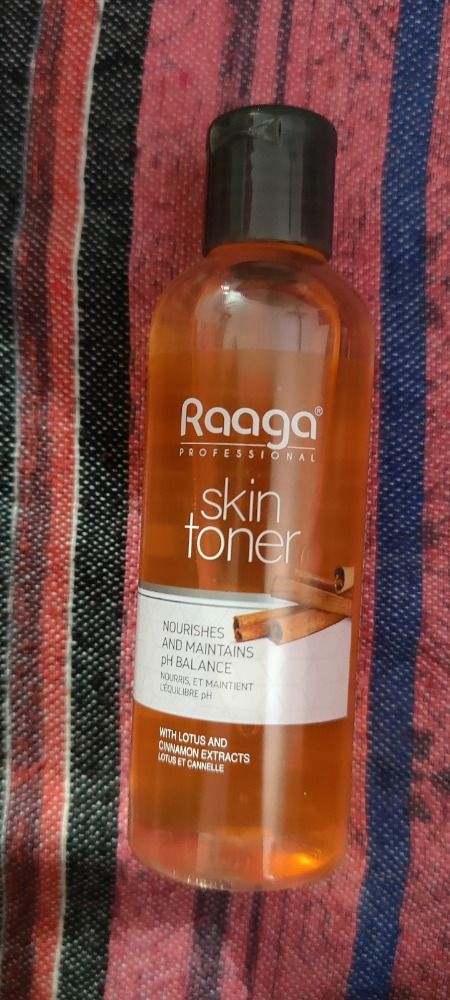 Raaga®
PROFESSIONAL
skin
toner
NOURISHES
AND MAINTAINS
pH BALANCE
NOURRIS, ET MAINTIENT
L'ÉQUILIBRE pH
WITH LOTUS AND
CINNAMON EXTRACTS
LOTUS ET CANNELLE